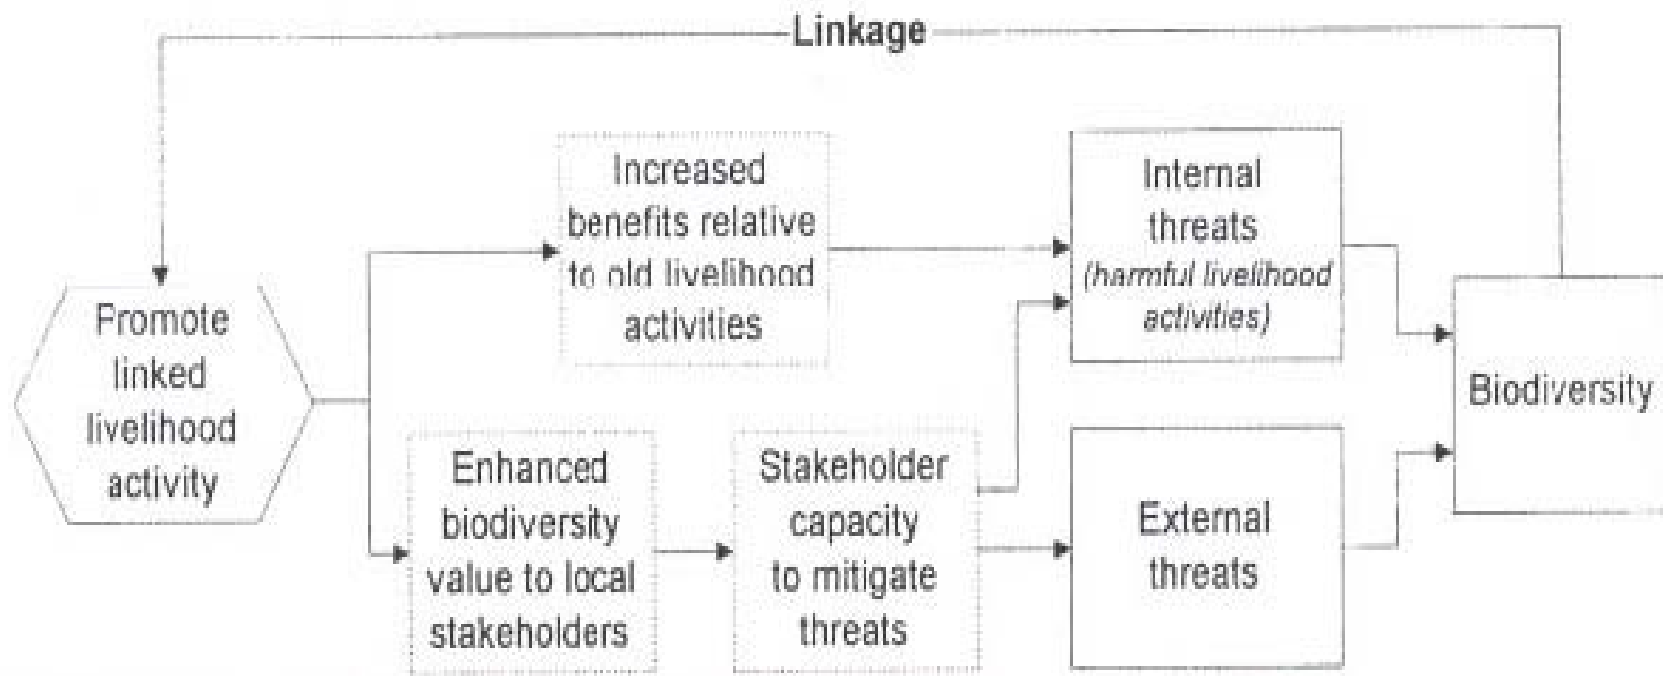 Linkage
Promote
linked
livelihood
activity
Increased
benefits relative
to old livelihood
activities
Enhanced
biodiversity
value to local
stakeholders
Stakeholder
capacity
to mitigate
threats
Internal
threats
(harmful livelihood
activities)
External
threats
Biodiversity